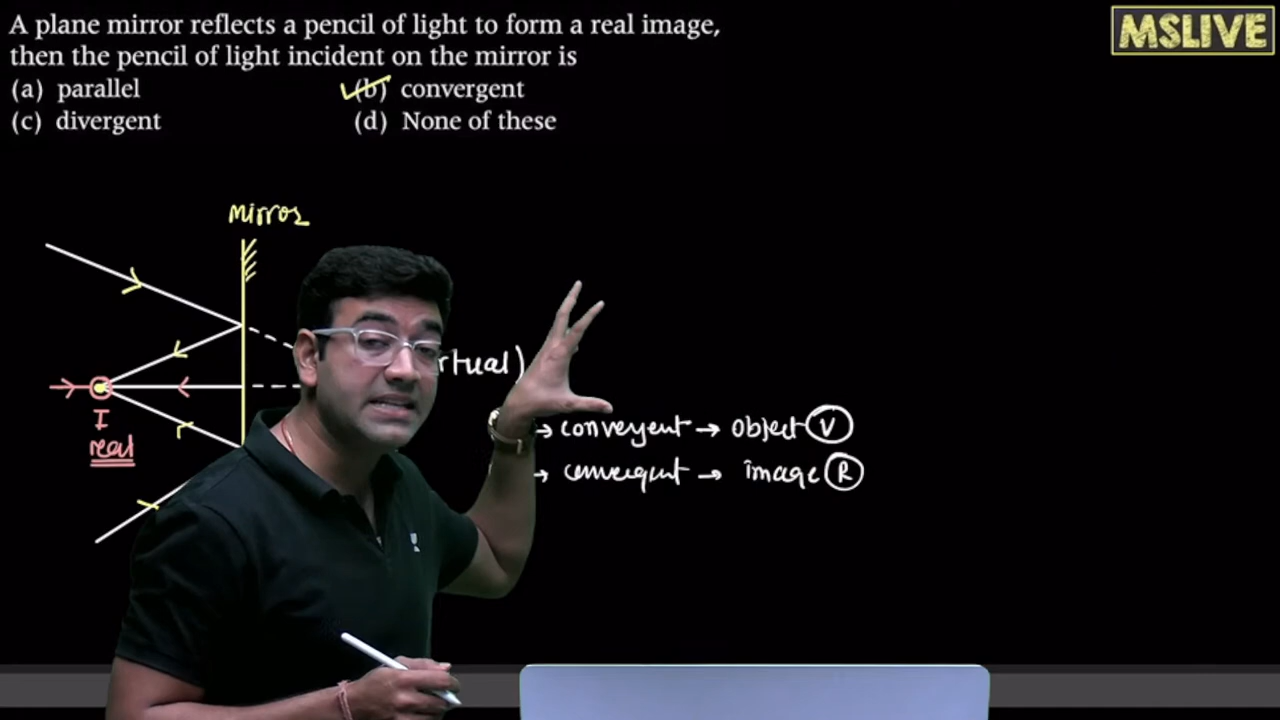 A plane mirror reflects a pencil of light to form a real image,
then the pencil of light incident on the mirror is
(a) parallel
(b) convergent
(c) divergent
(d) None of these
MSLIVE
mirror
rtual)
I
real
→ convergent → object V
→ convergent → image R